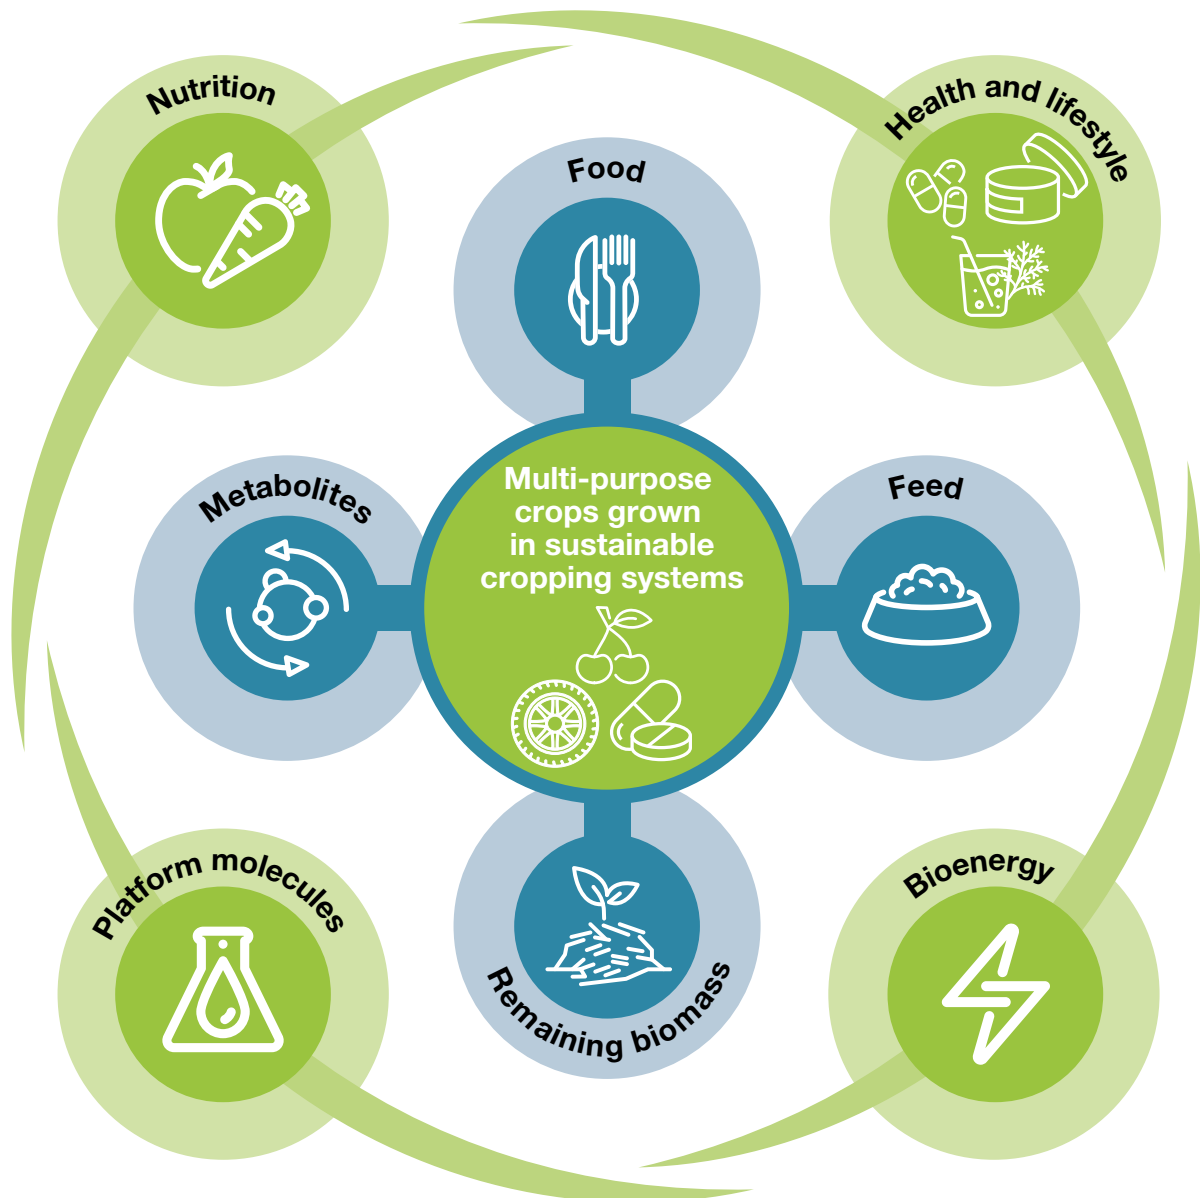 Nutrition
Health and lifestyle
Food
Metabolites
Multi-purpose
crops grown
in sustainable
cropping systems
Feed
Platform molecules
Remaining biomass
Bioenergy